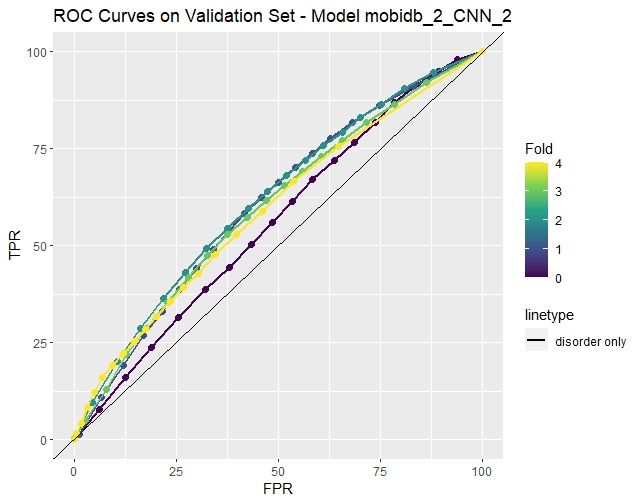 ROC Curves on Validation Set - Model mobidb_2_CNN_2
100
75
50
25
0
TPR
0
25
50
75
100
FPR
Fold
4
3
2
1
0
linetype
disorder only